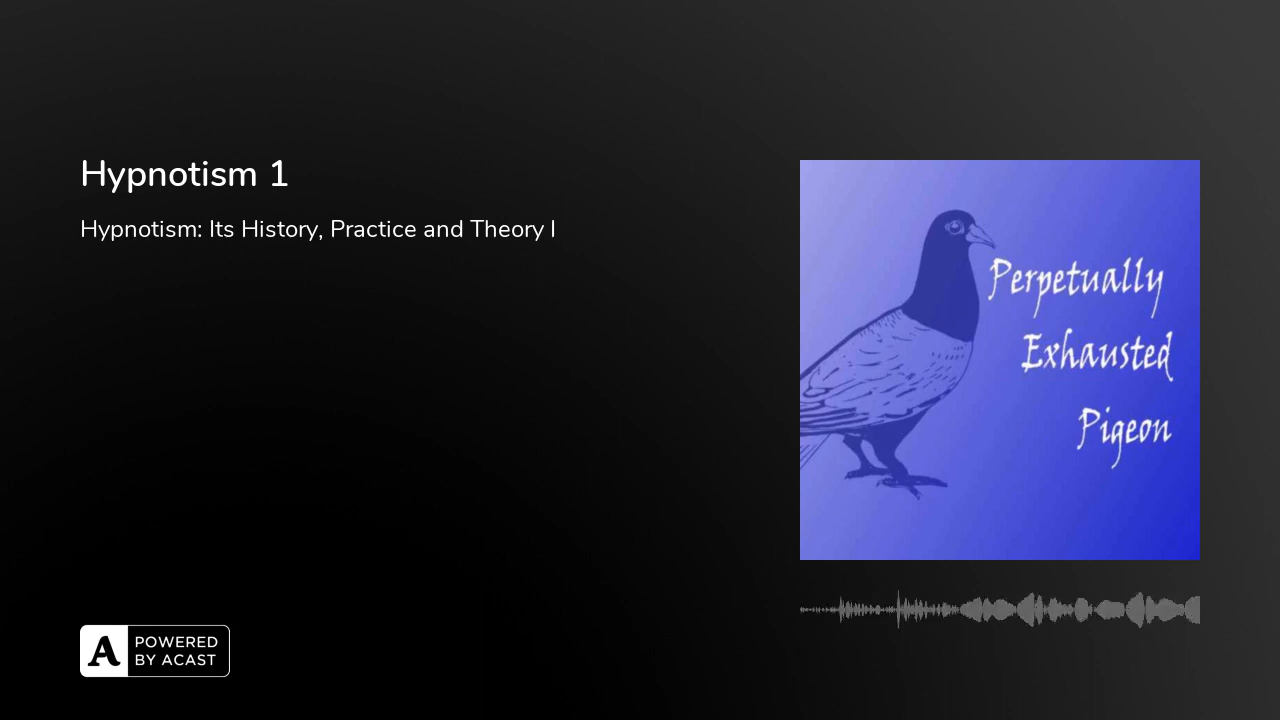 Hypnotism 1
Hypnotism: Its History, Practice and Theory I
Perpetually
Exhausted
Pigeon
A
POWERED
BY ACAST